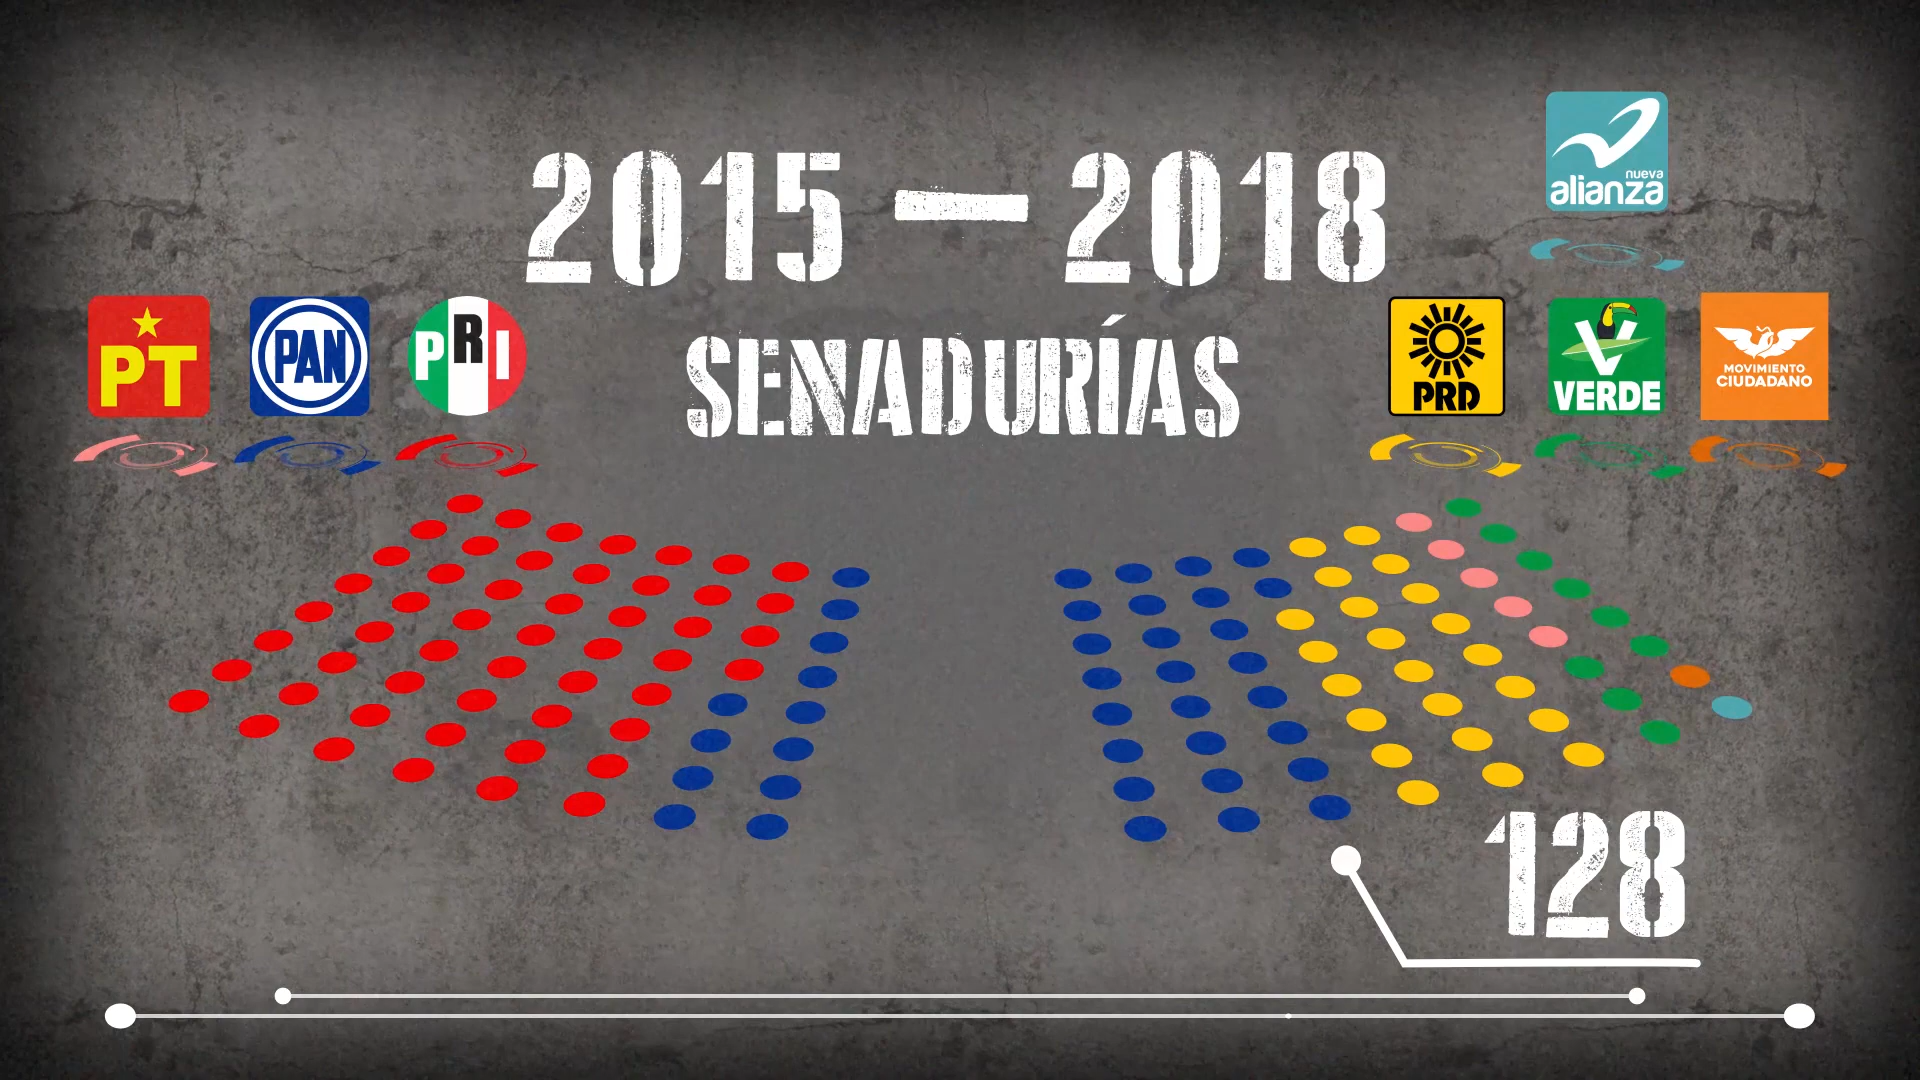 2015 — 2018
SENADURÍAS
nueva
alianza
PT
PAN
PRI
PRD
VERDE
MOVIMIENTO
CIUDADANO
128